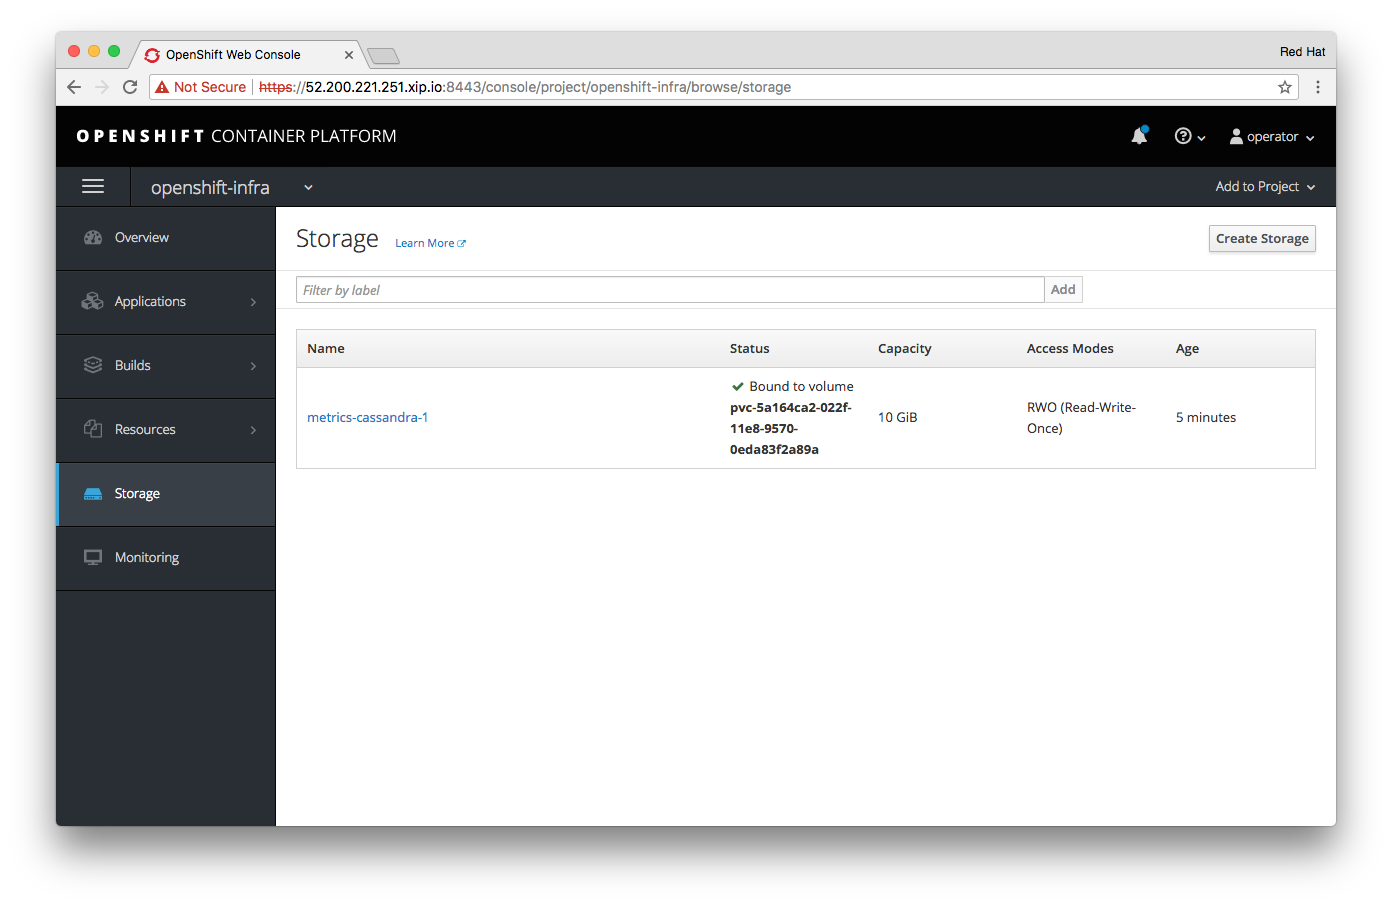 OpenShift Web Console
Red Hat
Not Secure https://52.200.221.251.xip.io:8443/console/project/openshift-infra/browse/storage
OPENSHIFT CONTAINER PLATFORM
operator
openshift-infra
Add to Project
Overview
Applications
Builds
Resources
Storage
Monitoring
Storage Learn More
Create Storage
Filter by label
Add
Name Status Capacity Access Modes Age
metrics-cassandra-1
Bound to volume
pvc-5a164ca2-022f-
11e8-9570-
0eda83f2a89a
10 GiB
RWO (Read-Write-
Once)
5 minutes